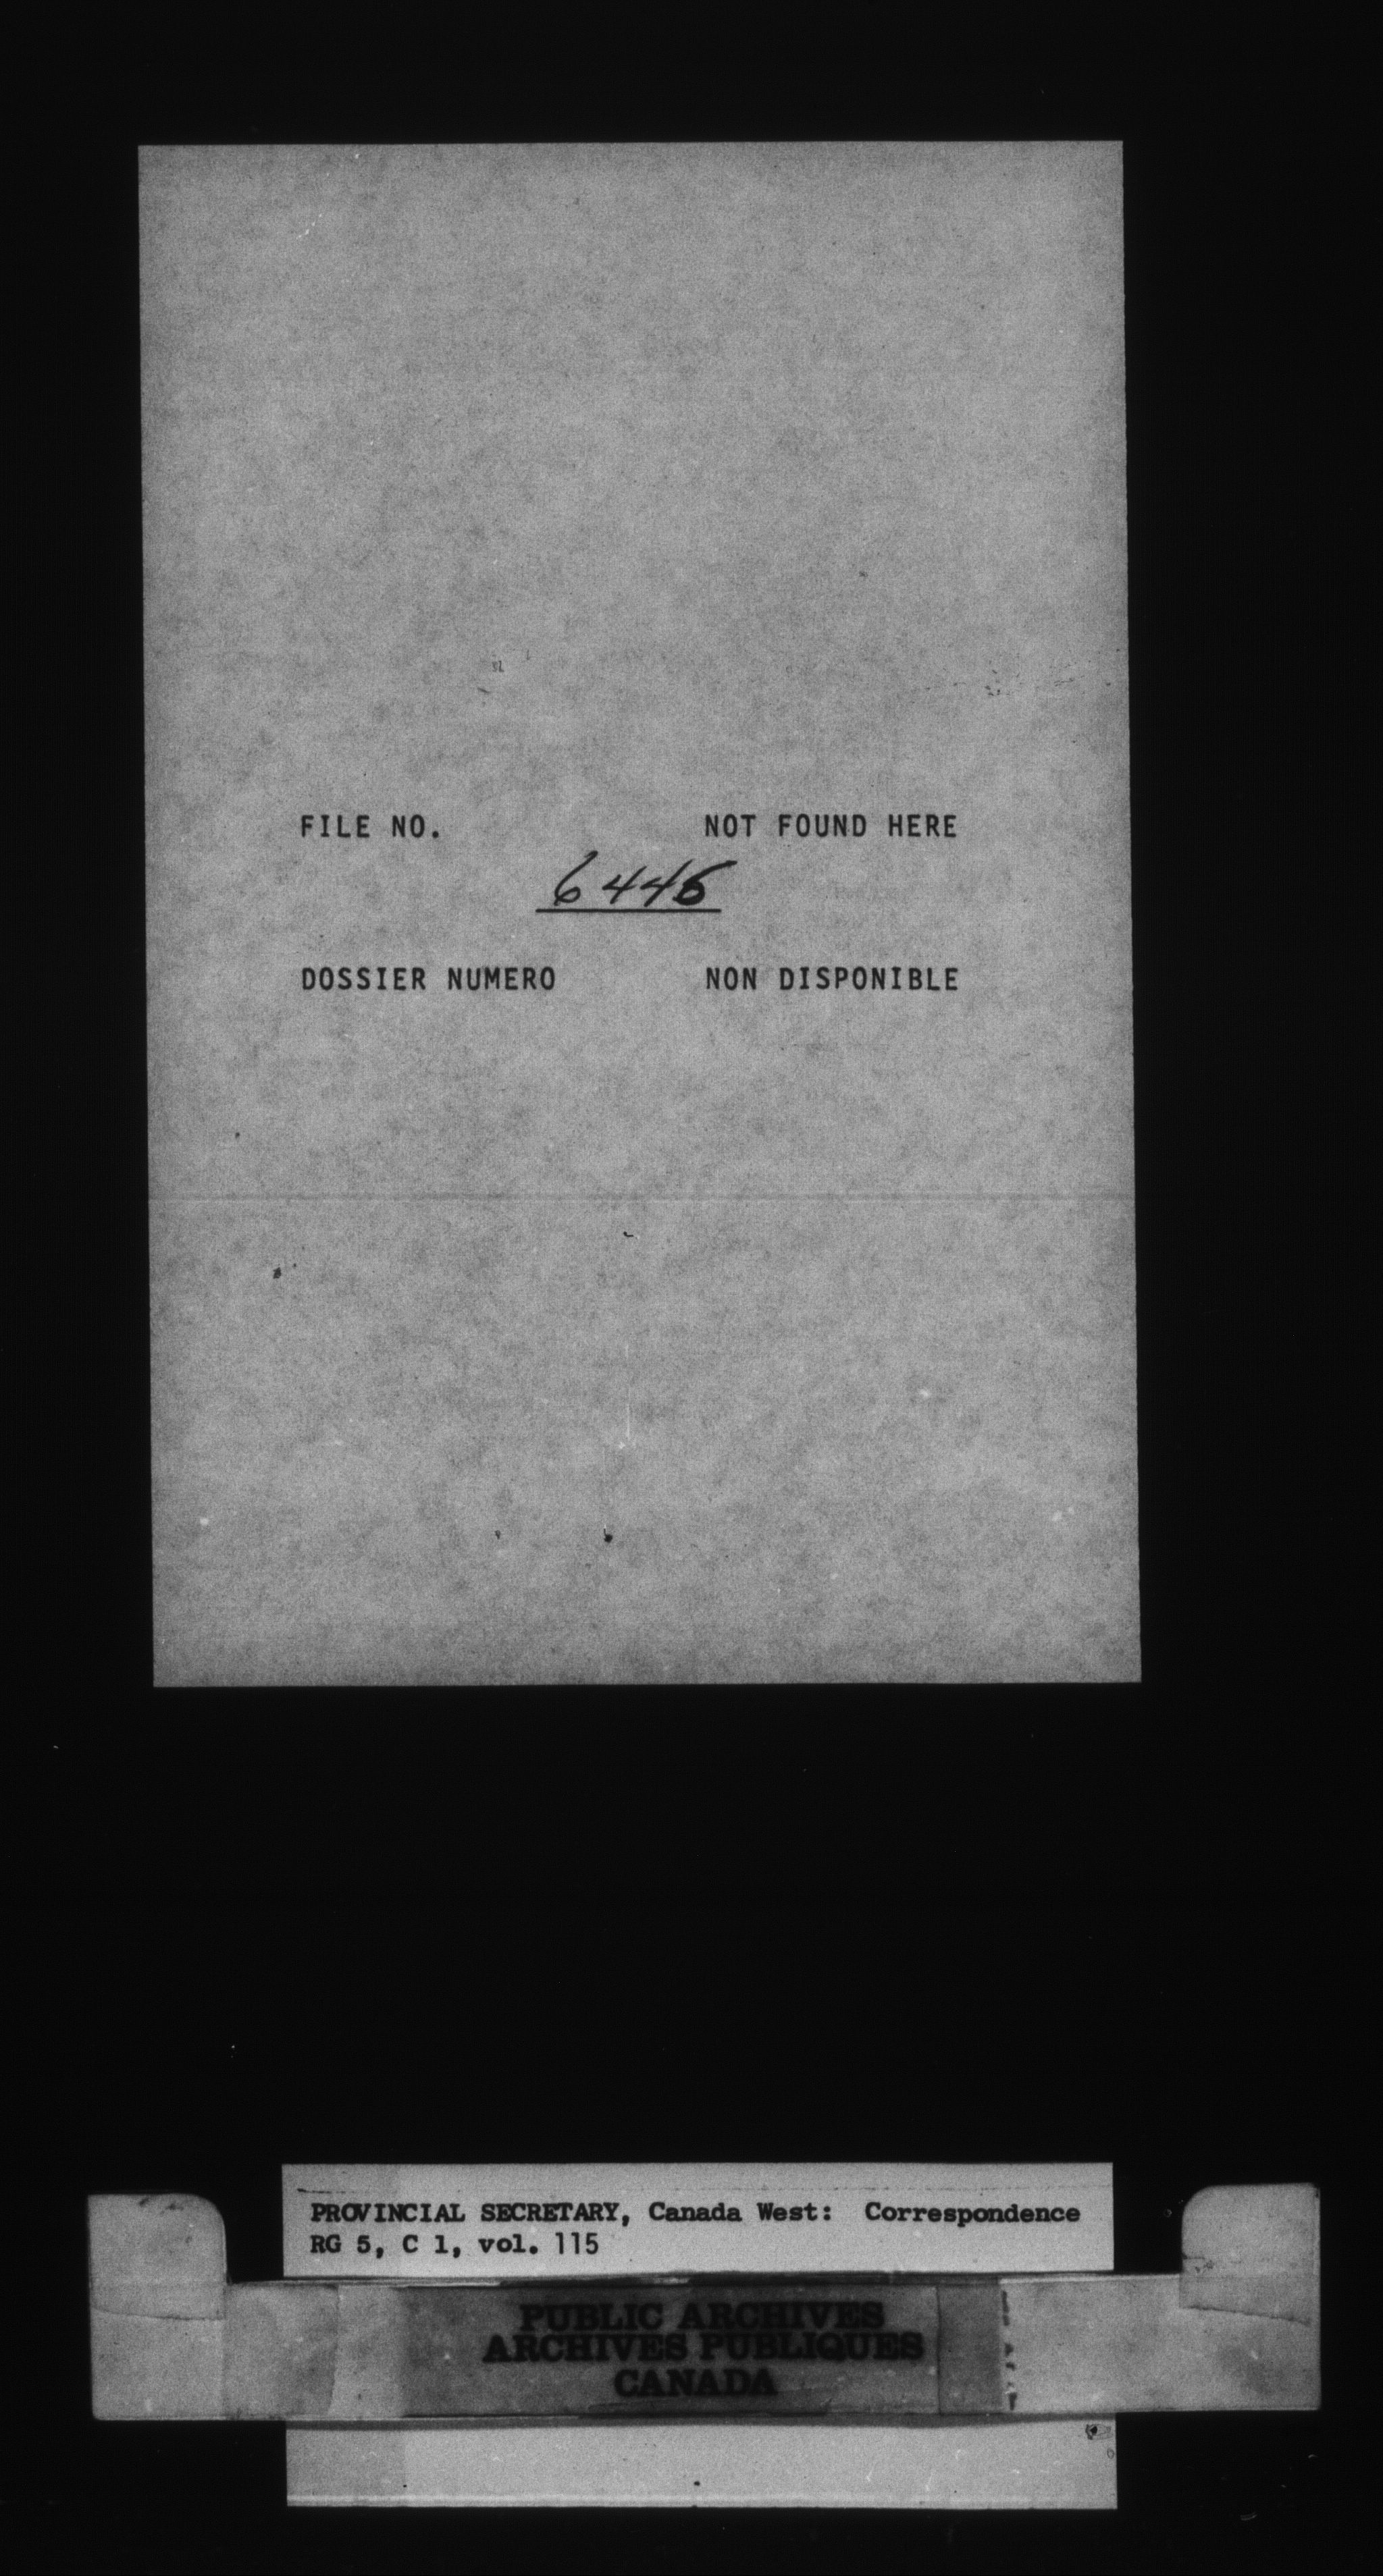 FILE NO. NOT FOUND HERE
6446
DOSSIER NUMERO NON DISPONIBLE
PROVINCIAL SECRETARY, Canada West: Correspondence
RG 5, C 1, vol. 115
PUBLIC ARCHIVES
ARCHIVES PUBLIQUES
CANADA